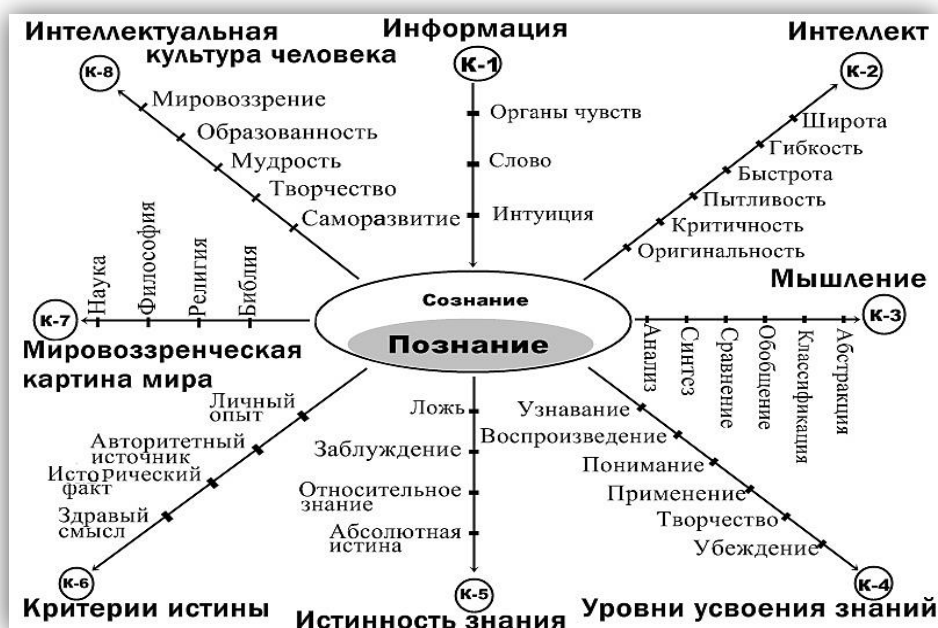 Интеллектуальная
культура человека
К-8
Мировоззрение
Образованность
Мудрость
Творчество
Саморазвитие
Информация
К-1
Органы чувств
Слово
Интуиция
Интеллект
К-2
Широта
Гибкость
Быстрота
Пытливость
Критичность
Оригинальность
Сознание
Познание
Мышление
К-3
Анализ
Синтез
Сравнение
Обобщение
Классификация
Абстракция
К-7
Наука
Философия
Религия
Библия
Мировоззренческая
картина мира
Личный
опыт
Авторитетный
источник
Исторический
факт
Здравый
смысл
К-6
Критерии истины
Ложь
Заблуждение
Относительное
знание
Абсолютная
истина
К-5
Истинность знания
Узнавание
Воспроизведение
Понимание
Применение
Творчество
Убеждение
К-4
Уровни усвоения знаний